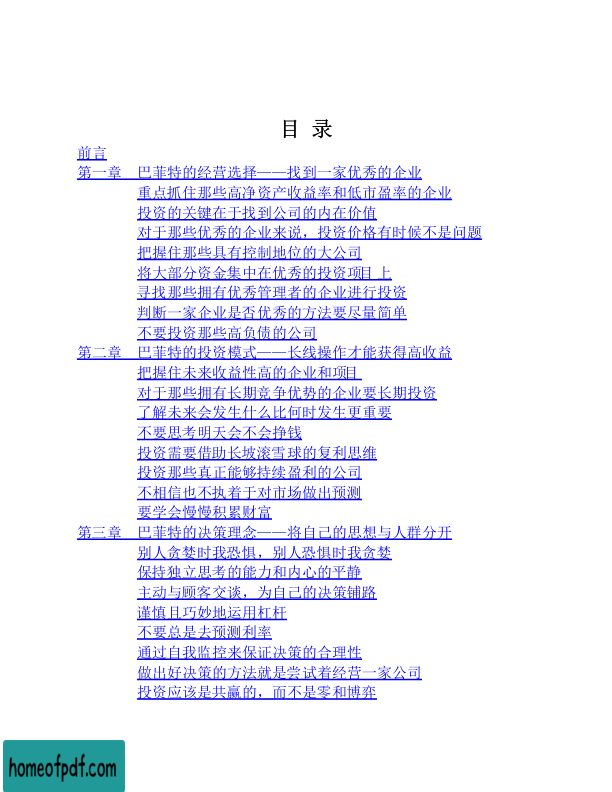 目 录
前言
第一章 巴菲特的经营选择——找到一家优秀的企业
重点抓住那些高净资产收益率和低市盈率的企业
投资的关键在于找到公司的内在价值
对于那些优秀的企业来说，投资价格有时候不是问题
把握住那些具有控制地位的大公司
将大部分资金集中在优秀的投资项目上
寻找那些拥有优秀管理者的企业进行投资
判断一家企业是否优秀的方法要尽量简单
不要投资那些高负债的公司
第二章 巴菲特的投资模式——长线操作才能获得高收益
把握住未来收益性高的企业和项目
对于那些拥有长期竞争优势的企业要长期投资
了解未来会发生什么比何时发生更重要
不要思考明天会不会挣钱
投资需要借助长坡滚雪球的复利思维
投资那些真正能够持续盈利的公司
不相信也不执着于对市场做出预测
要学会慢慢积累财富
第三章 巴菲特的决策理念——将自己的思想与人群分开
别人贪婪时我恐惧，别人恐惧时我贪婪
保持独立思考的能力和内心的平静
主动与顾客交谈，为自己的决策铺路
谨慎且巧妙地运用杠杆
不要总是去预测利率
通过自我监控来保证决策的合理性
做出好决策的方法就是尝试着经营一家公司
投资应该是共赢的，而不是零和博弈
homeofpdf.com